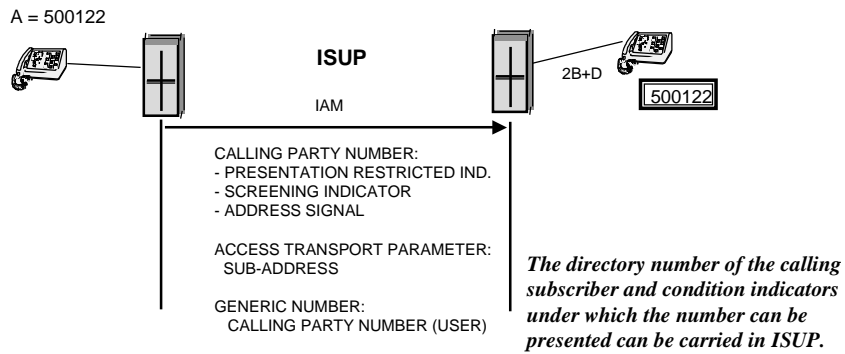 A = 500122
ISUP
2B+D
500122
IAM
CALLING PARTY NUMBER:
- PRESENTATION RESTRICTED IND.
- SCREENING INDICATOR
- ADDRESS SIGNAL
ACCESS TRANSPORT PARAMETER:
SUB-ADDRESS
GENERIC NUMBER:
CALLING PARTY NUMBER (USER)
The directory number of the calling
subscriber and condition indicators
under which the number can be
presented can be carried in ISUP.